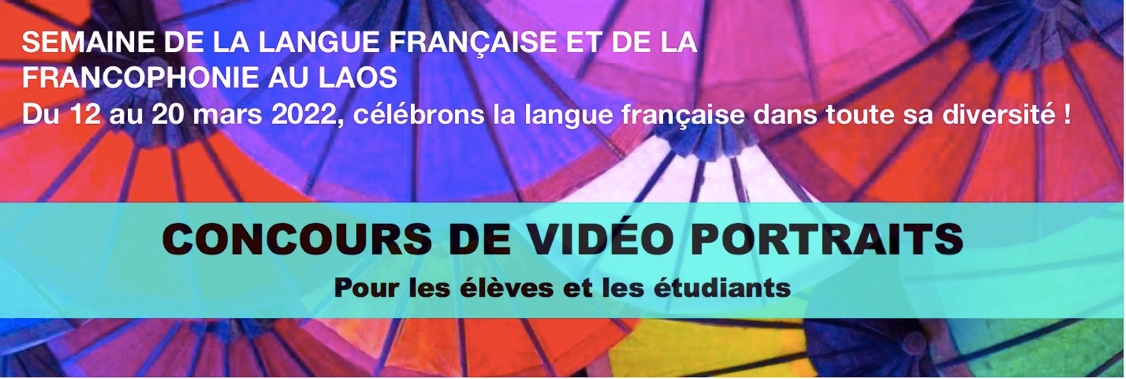 SEMAINE DE LA LANGUE FRANÇAISE ET DE LA
FRANCOPHONIE AU LAOS
Du 12 au 20 mars 2022, célébrons la langue française dans toute sa diversité !
CONCOURS DE VIDÉO PORTRAITS
Pour les élèves et les étudiants